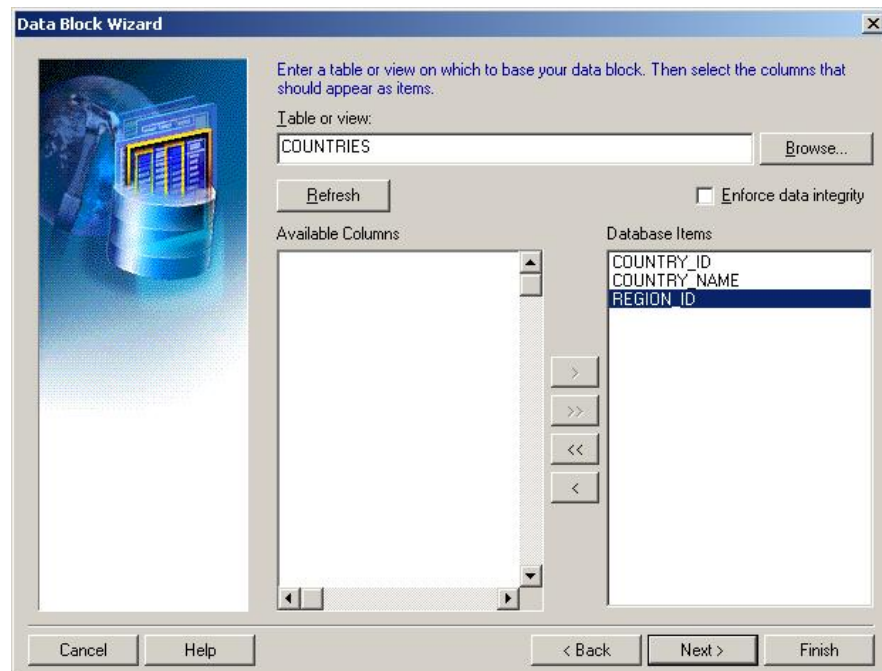 Data Block Wizard
Enter a table or view on which to base your data block. Then select the columns that
should appear as items.
Table or view:
COUNTRIES
Browse...
Refresh
Enforce data integrity
Available Columns
Database Items
COUNTRY_ID
COUNTRY_NAME
REGION_ID
>
>>
<<
<
Cancel
Help
< Back
Next >
Finish